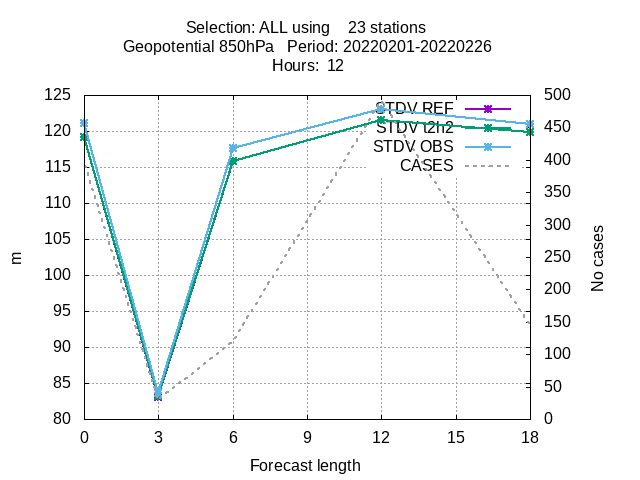 Selection: ALL using 23 stations
Geopotential 850hPa Period: 20220201-20220226
Hours: 12
125
120
115
110
105
100
95
90
85
80
500
450
400
350
300
250
200
150
100
50
0
STDV REF
STDV t2h2
STDV OBS
CASES
m
No cases
0 3 6 9 12 15 18
Forecast length